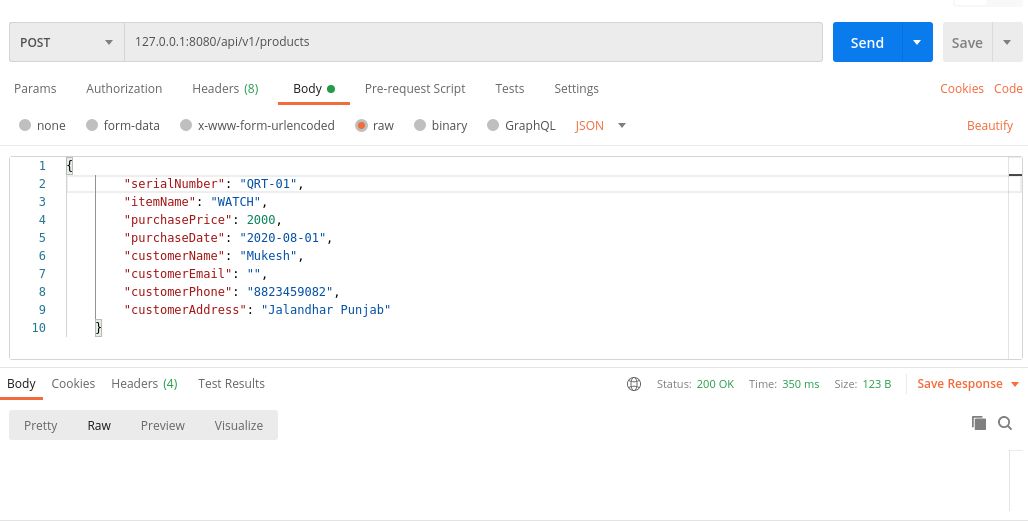 POST 127.0.0.1:8080/api/v1/products Send Save
Params Authorization Headers (8) Body Pre-request Script Tests Settings Cookies Code
none form-data x-www-form-urlencoded raw binary GraphQL JSON Beautify
1 {
2 "serialNumber": "QRT-01",
3 "itemName": "WATCH",
4 "purchasePrice": 2000,
5 "purchaseDate": "2020-08-01",
6 "customerName": "Mukesh",
7 "customerEmail": "",
8 "customerPhone": "8823459082",
9 "customerAddress": "Jalandhar Punjab"
10 }
Body Cookies Headers (4) Test Results Status: 200 OK Time: 350 ms Size: 123 B Save Response
Pretty Raw Preview Visualize